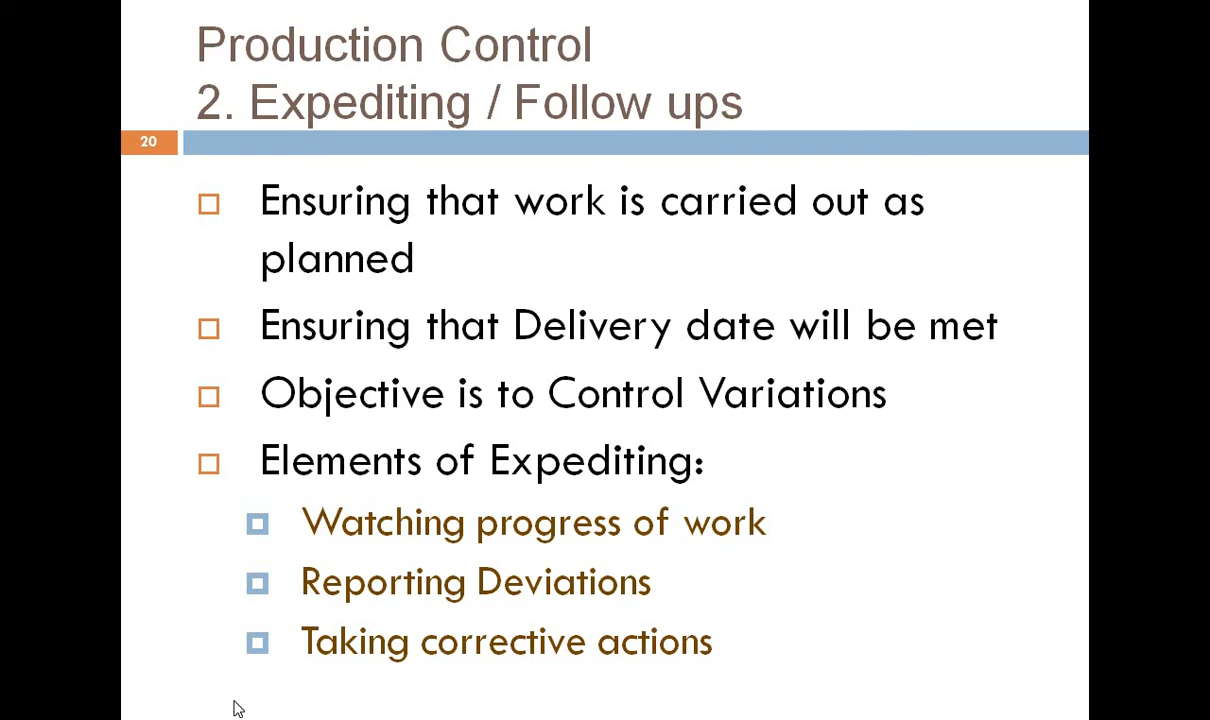 Production Control
2. Expediting / Follow ups
20
Ensuring that work is carried out as
planned
Ensuring that Delivery date will be met
Objective is to Control Variations
Elements of Expediting:
Watching progress of work
Reporting Deviations
Taking corrective actions